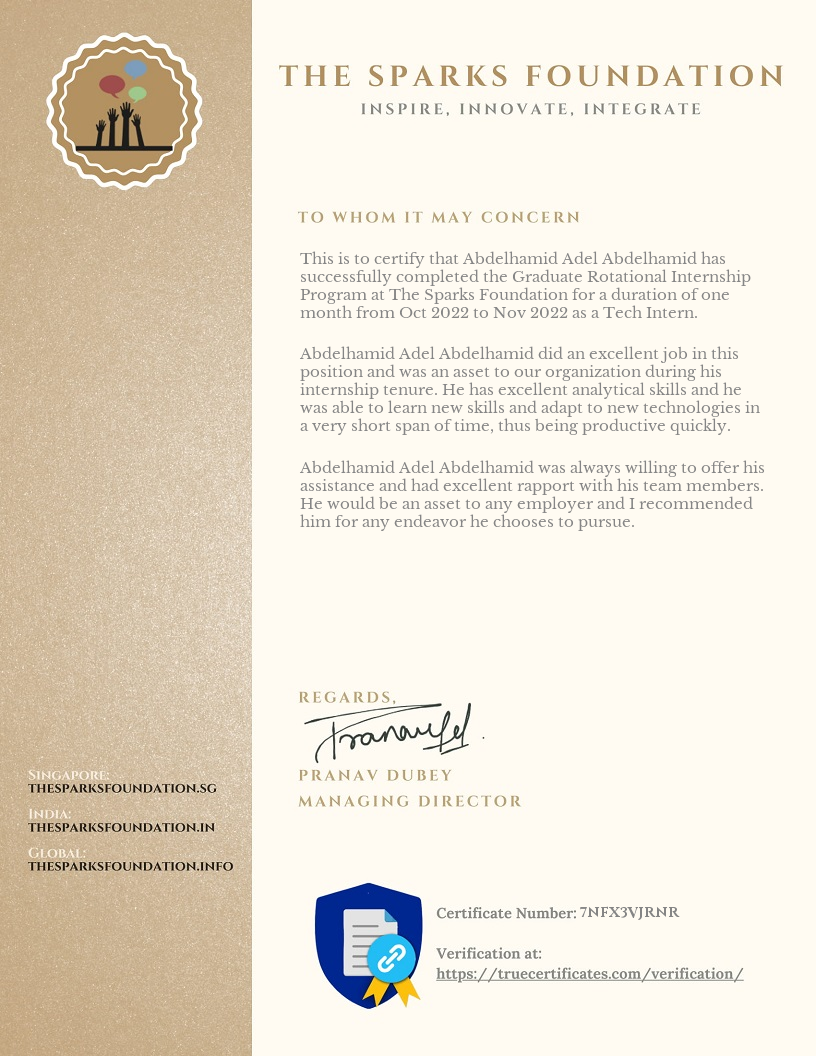 THE SPARKS FOUNDATION
INSPIRE, INNOVATE, INTEGRATE
TO WHOM IT MAY CONCERN
This is to certify that Abdelhamid Adel Abdelhamid has
successfully completed the Graduate Rotational Internship
Program at The Sparks Foundation for a duration of one
month from Oct 2022 to Nov 2022 as a Tech Intern.
Abdelhamid Adel Abdelhamid did an excellent job in this
position and was an asset to our organization during his
internship tenure. He has excellent analytical skills and he
was able to learn new skills and adapt to new technologies in
a very short span of time, thus being productive quickly.
Abdelhamid Adel Abdelhamid was always willing to offer his
assistance and had excellent rapport with his team members.
He would be an asset to any employer and I recommended
him for any endeavor he chooses to pursue.
REGARDS,
PRANAV DUBEY
MANAGING DIRECTOR
SINGAPORE:
THESPARKSFOUNDATION.SG
INDIA:
THESPARKSFOUNDATION.IN
GLOBAL:
THESPARKSFOUNDATION.INFO
Certificate Number: 7NFX3VJRNR
Verification at:
https://truecertificates.com/verification/